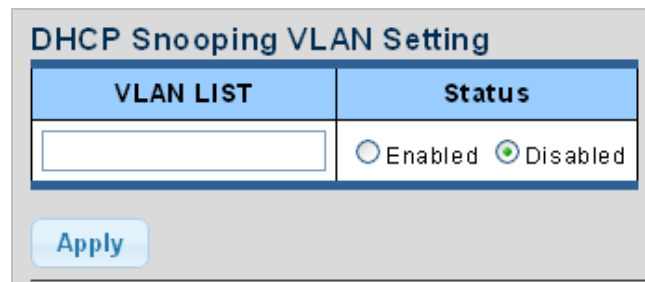 DHCP Snooping VLAN Setting
VLAN LIST Status
Enabled Disabled
Apply